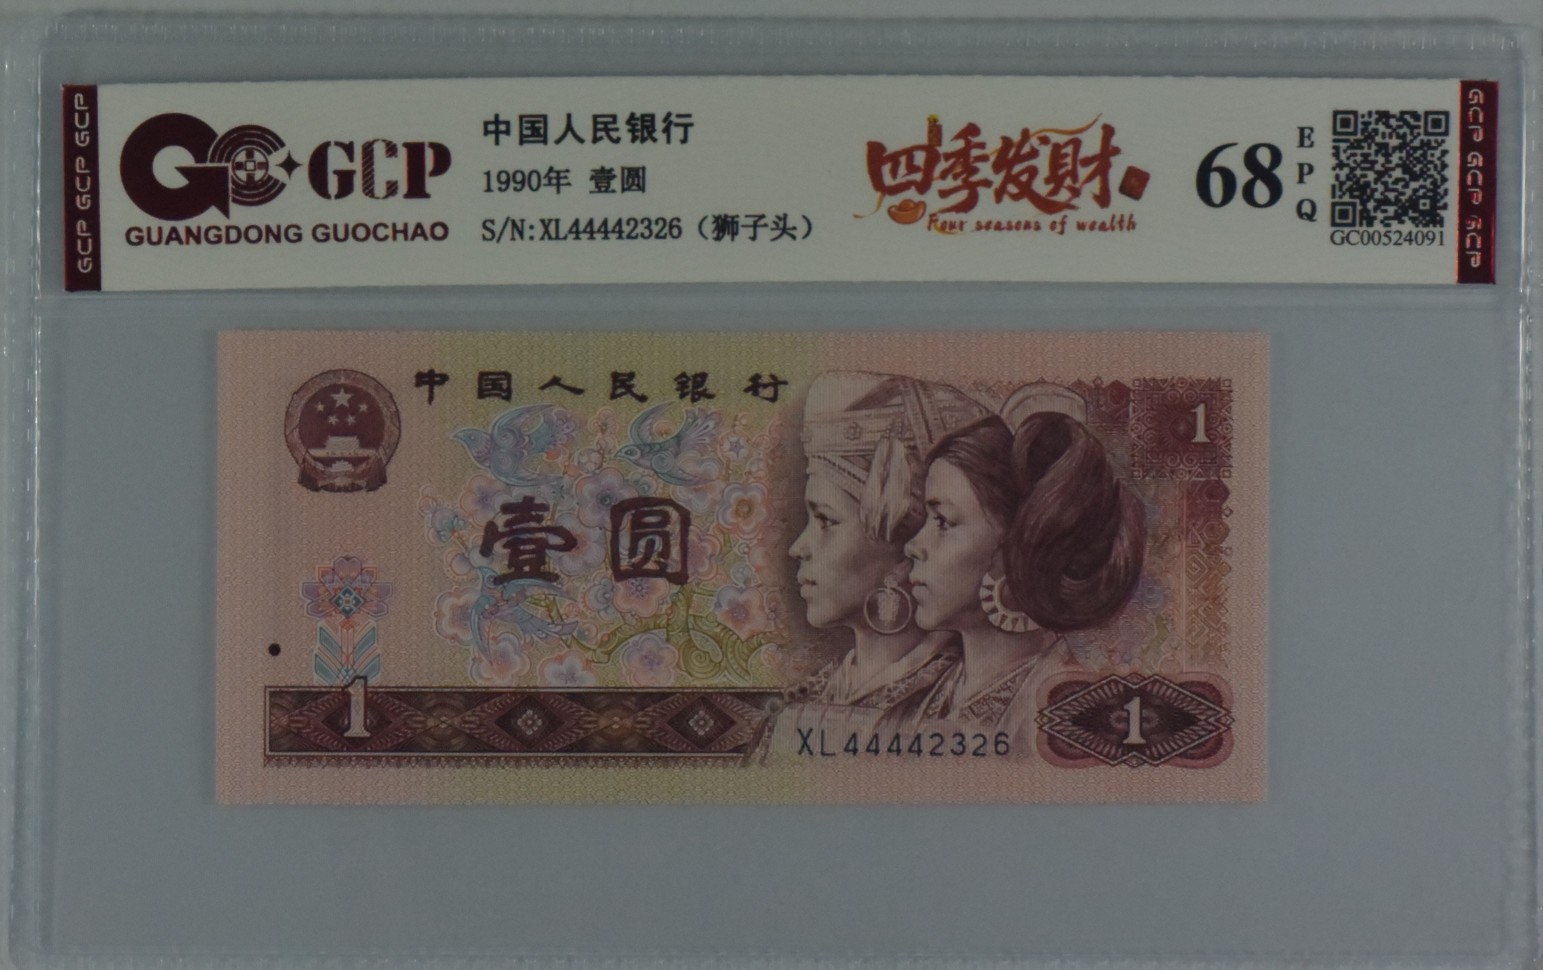 GCP GCP GCP
GCP
GUANGDONG GUOCHAO
中国人民银行
1990年 壹圆
S/N:XL44442326（狮子头）
四季发财
Four seasons of wealth
68
EPQ
GC00524091
GCP GCP GCP
中国人民银行
1
壹圆
1
XL44442326
1